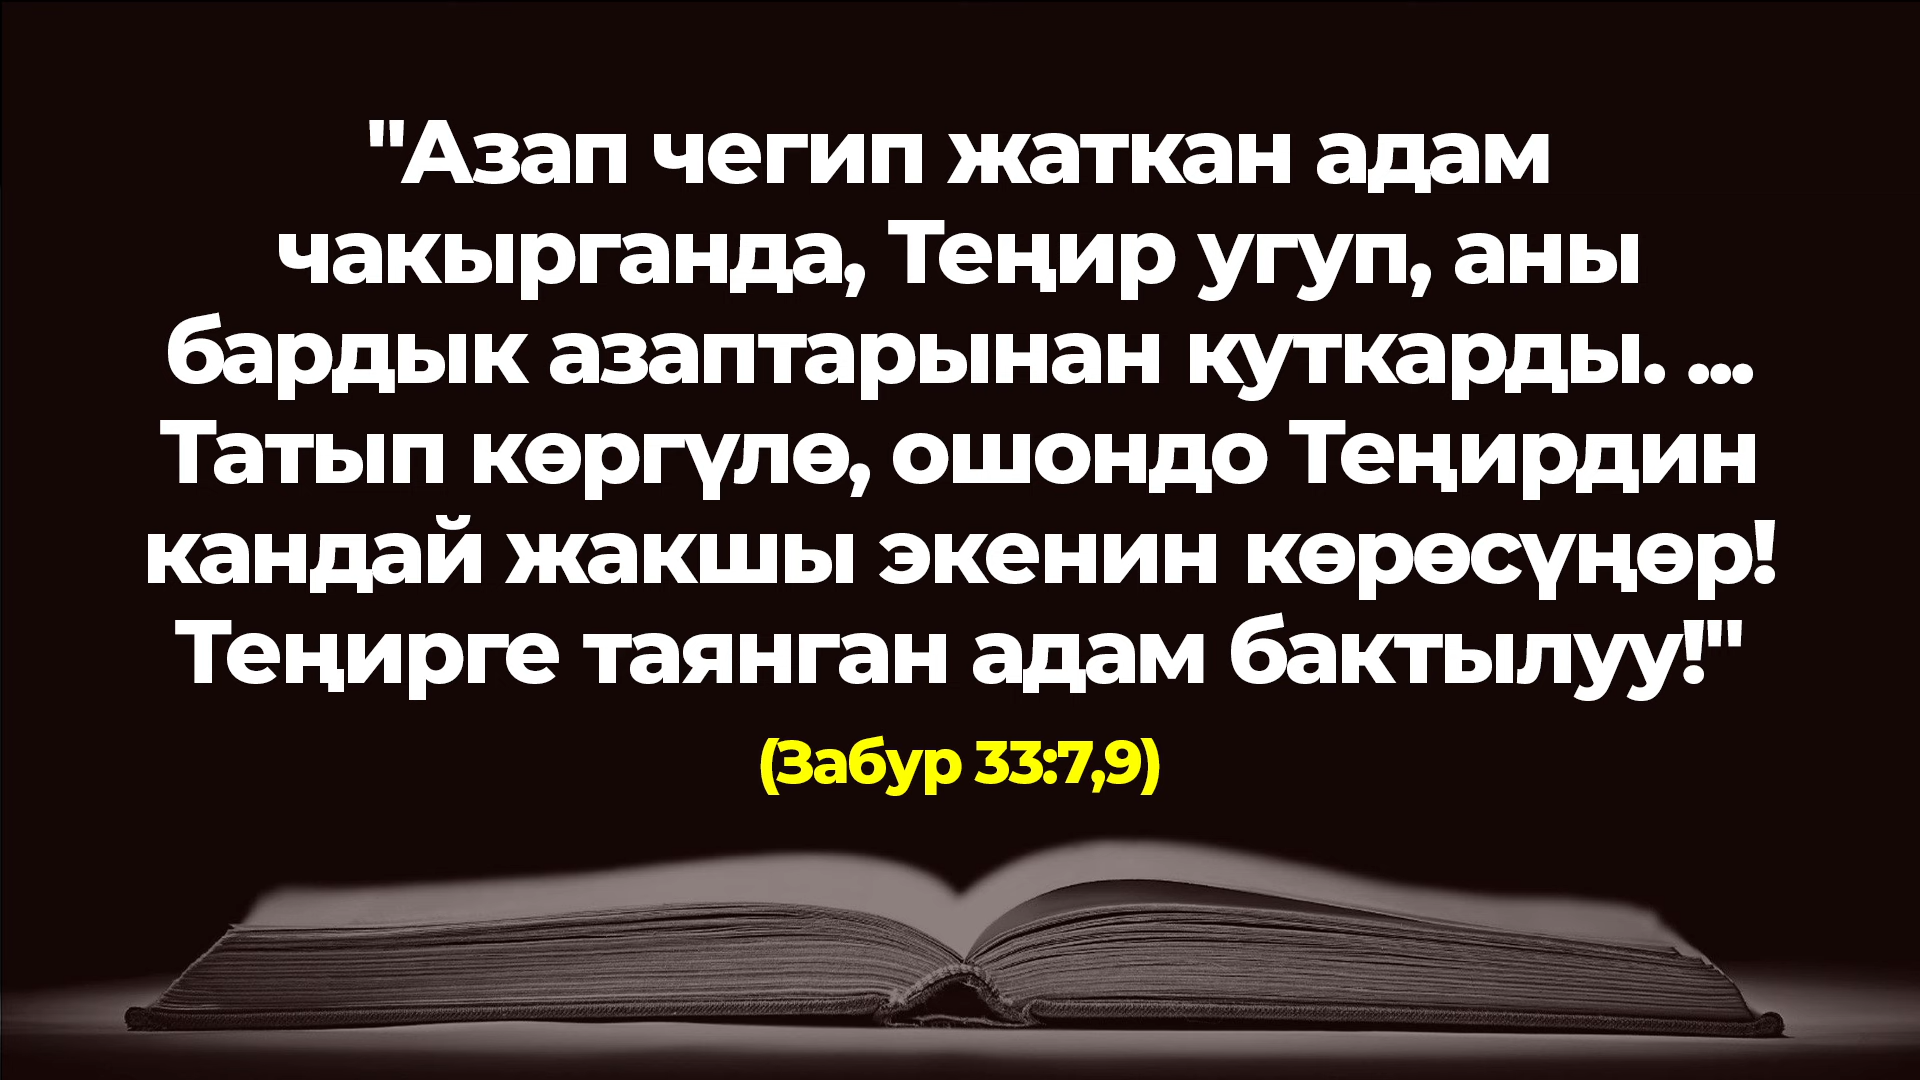 "Азап чегип жаткан адам
чакырганда, Теңир угуп, аны
бардык азаптарынан куткарды. ...
Татып көргүлө, ошондо Теңирдин
кандай жакшы экенин көрөсүңөр!
Теңирге таянган адам бактылуу!"
(Забур 33:7,9)